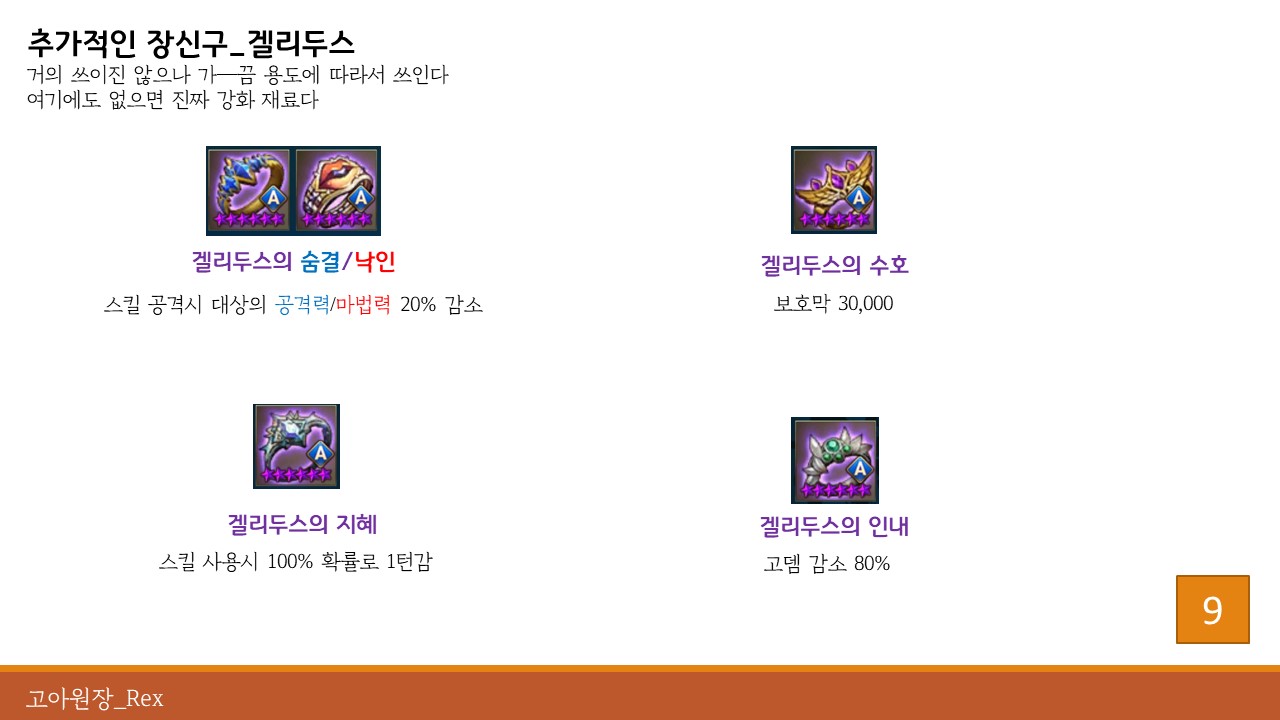 추가적인 장신구_겔리두스
거의 쓰이진 않으나 가—끔 용도에 따라서 쓰인다
여기에도 없으면 진짜 강화 재료다
A
A
겔리두스의 숨결/낙인
스킬 공격시 대상의 공격력/마법력 20% 감소
A
겔리두스의 수호
보호막 30,000
A
겔리두스의 지혜
스킬 사용시 100% 확률로 1턴감
A
겔리두스의 인내
고뎀 감소 80%
9
고아원장_Rex